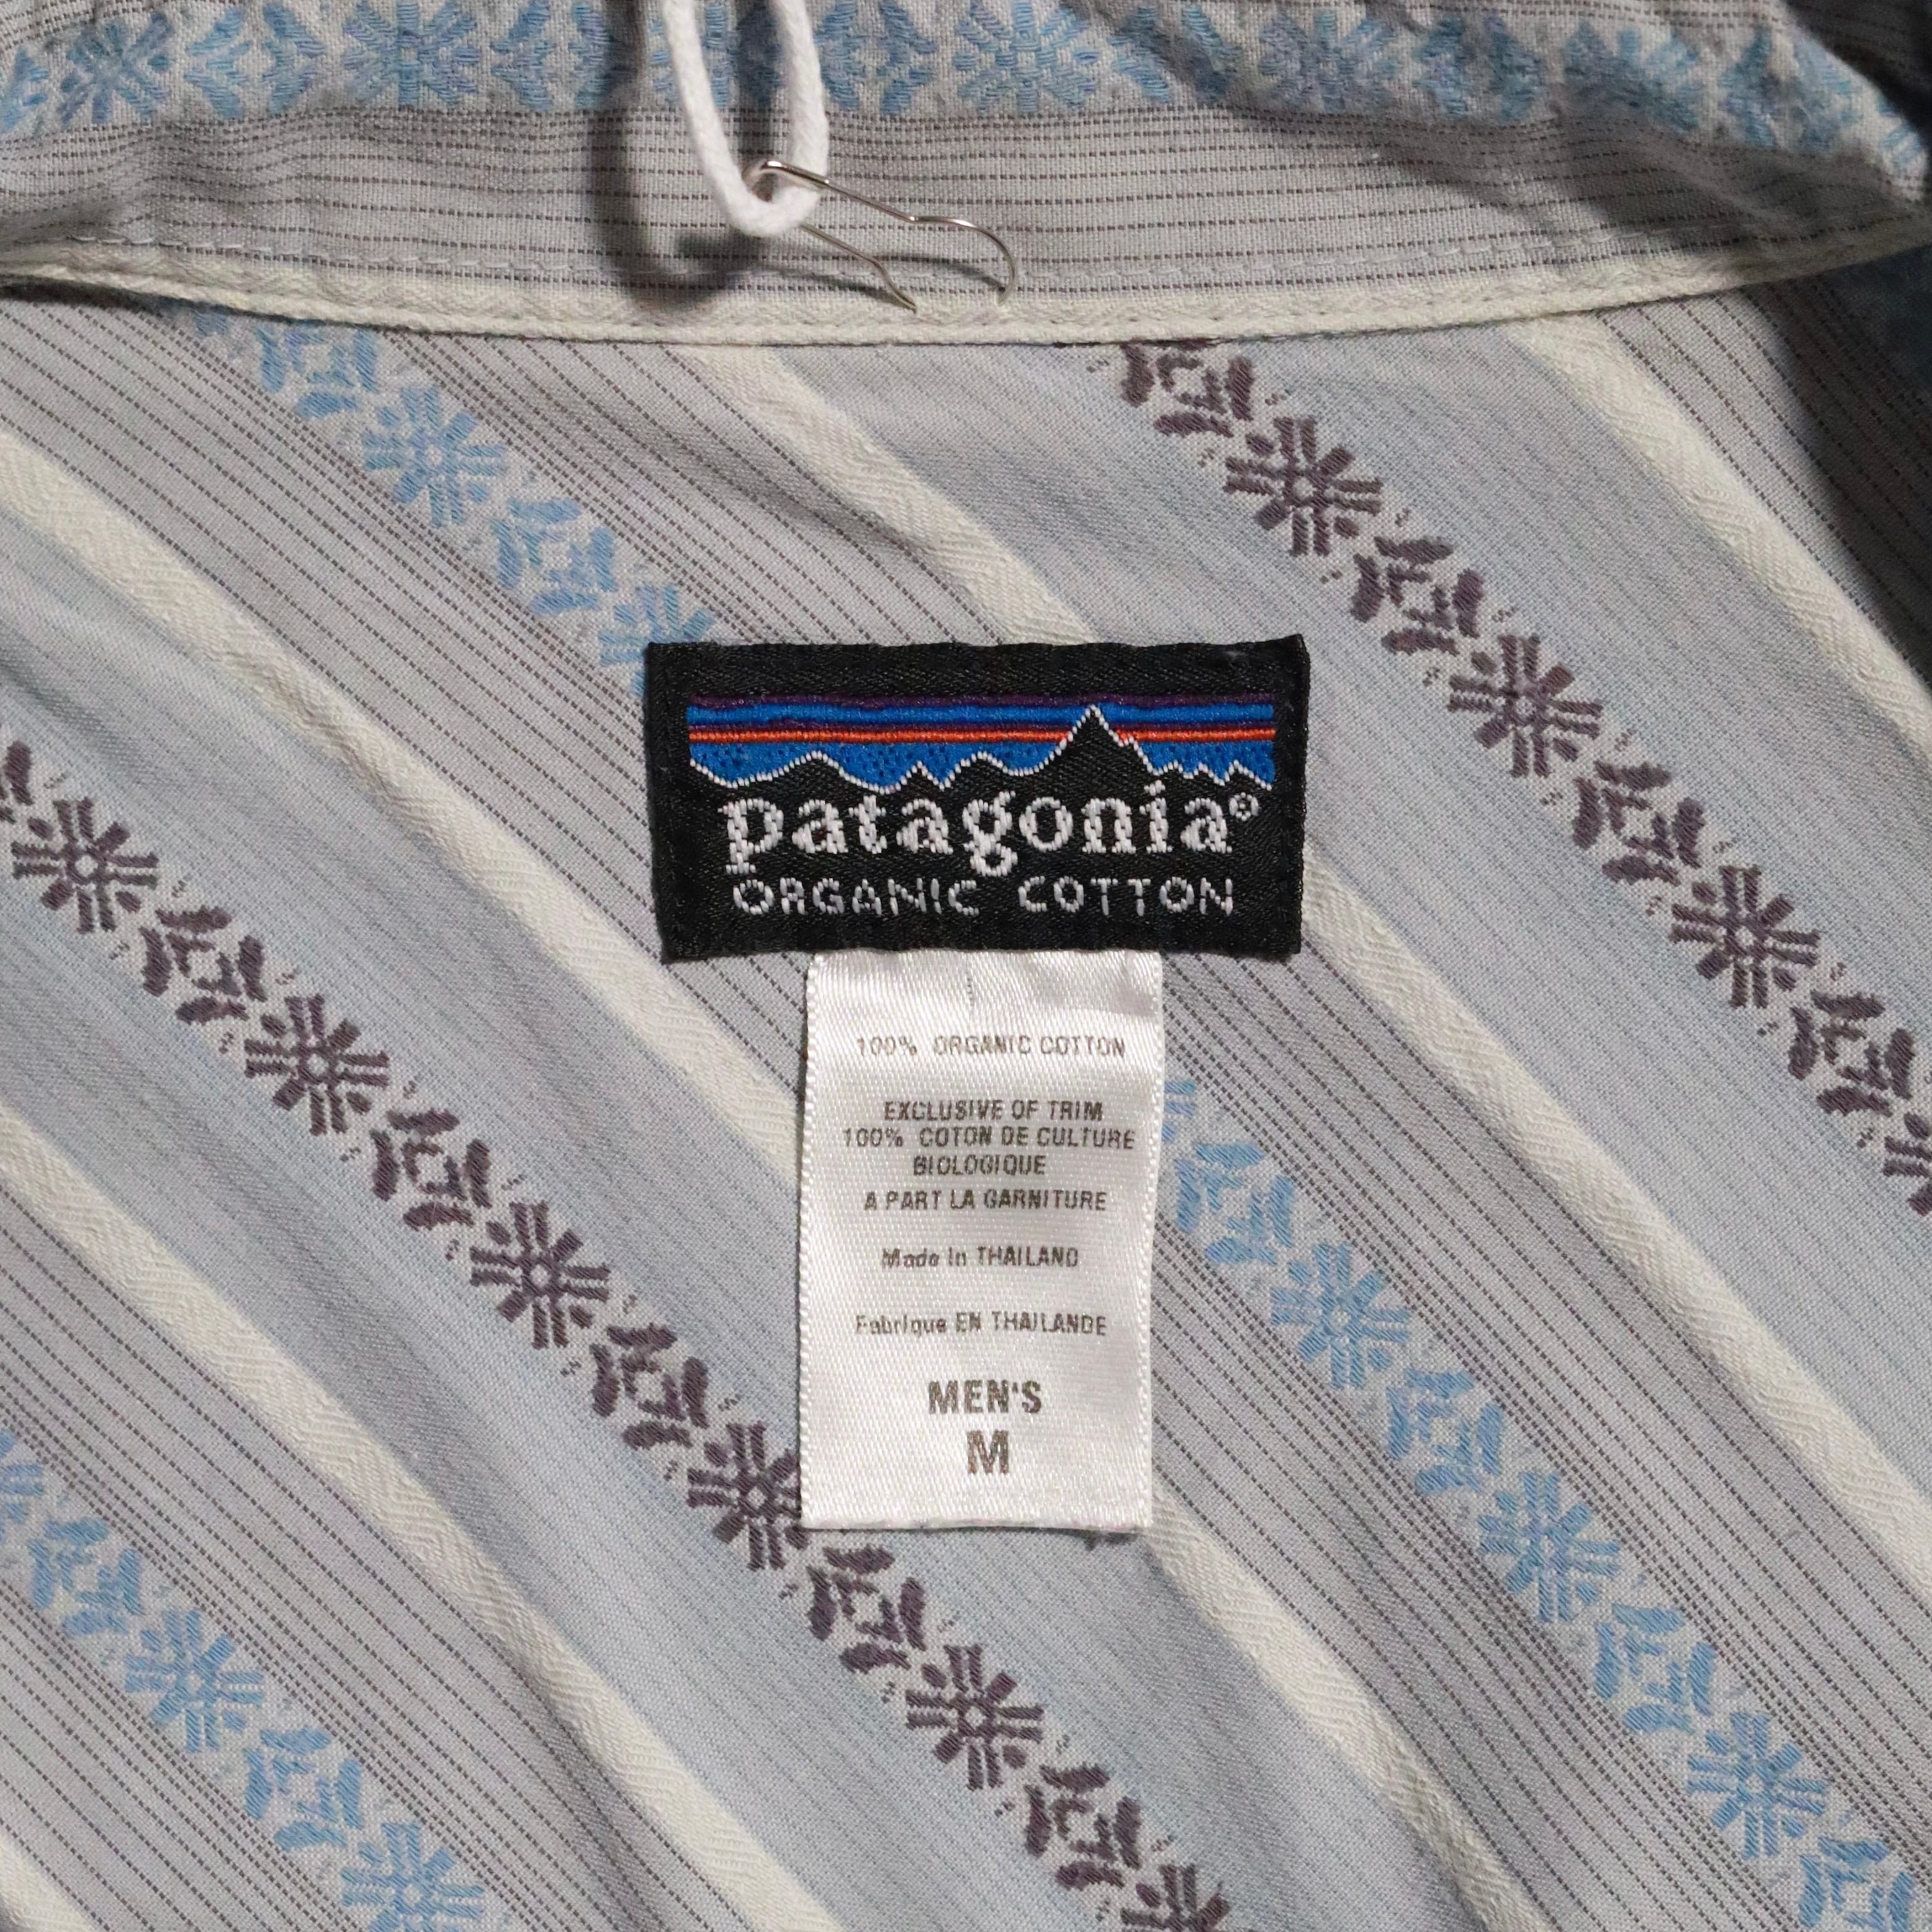 patagonia®
ORGANIC COTTON
100% ORGANIC COTTON
EXCLUSIVE OF TRIM
100% COTON DE CULTURE
BIOLOGIQUE
A PART LA GARNITURE
Made in THAILAND
Fabrique EN THAILANDE
MEN'S
M